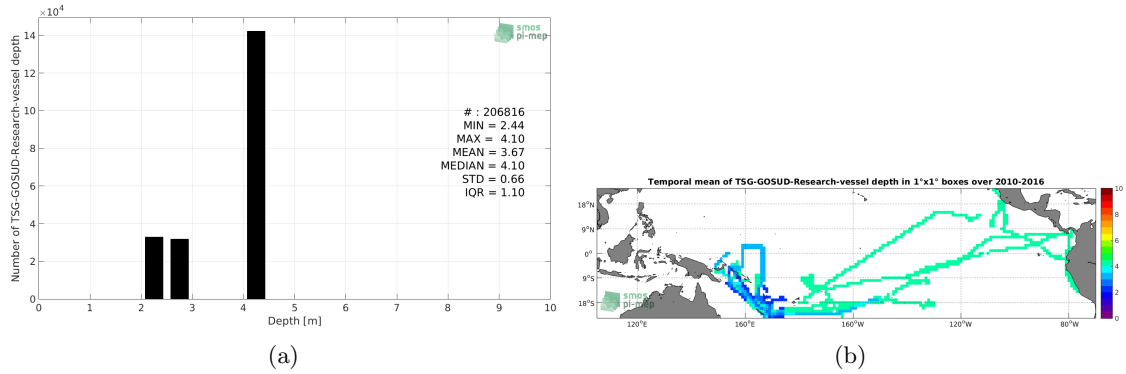 ×10⁴
14
12
10
8
6
4
2
0
Number of TSG-GOSUD-Research-vessel depth
0 1 2 3 4 5 6 7 8 9 10
Depth [m]
smos
pi-mep
# : 206816
MIN = 2.44
MAX = 4.10
MEAN = 3.67
MEDIAN = 4.10
STD = 0.66
IQR = 1.10
(a)
Temporal mean of TSG-GOSUD-Research-vessel depth in 1°x1° boxes over 2010-2016
18°N
9°N
0°
9°S
18°S
120°E 160°E 160°W 120°W 80°W
smos
pi-mep
10
8
6
4
2
0
(b)